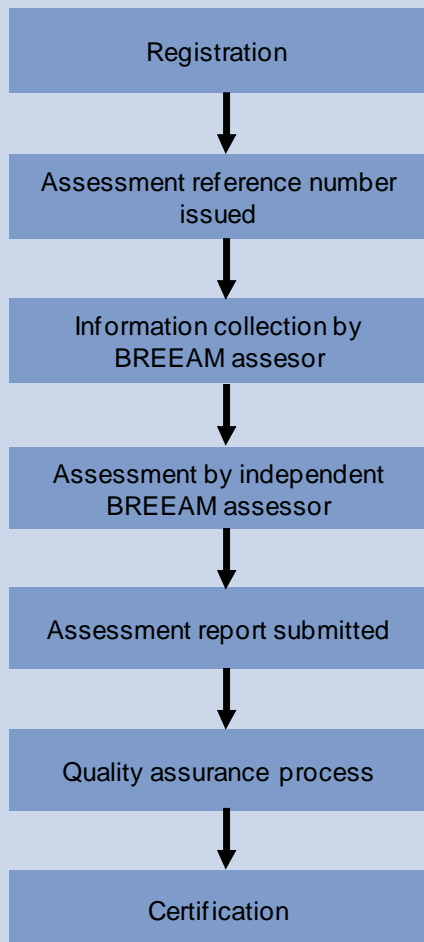 Registration
Assessment reference number
issued
Information collection by
BREEAM assesor
Assessment by independent
BREEAM assessor
Assessment report submitted
Quality assurance process
Certification